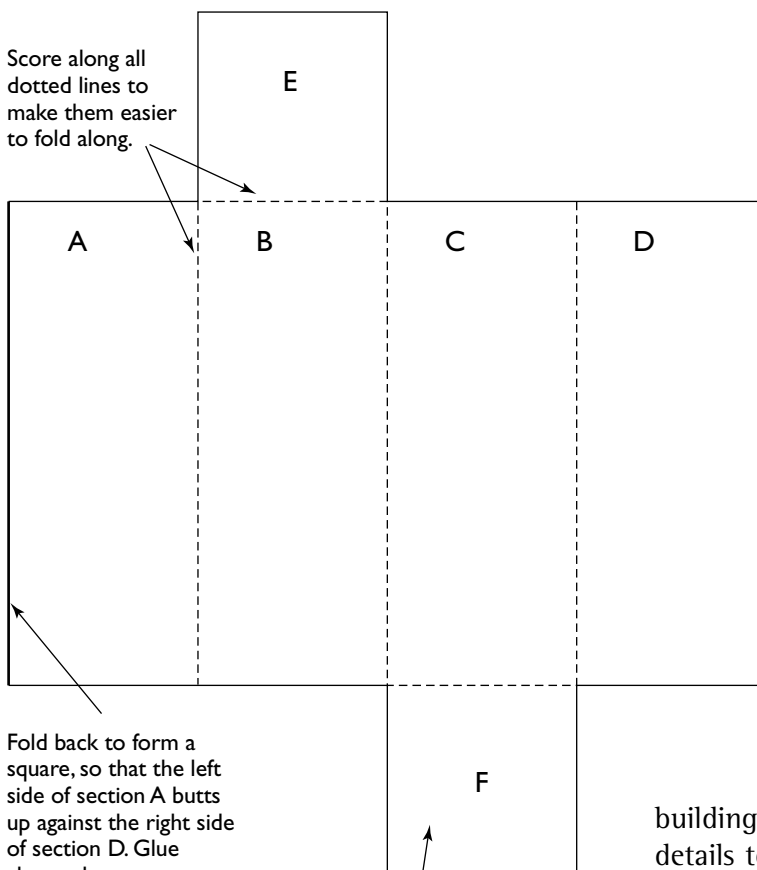 Score along all
dotted lines to
make them easier
to fold along.
E
A
B
C
D
Fold back to form a
square, so that the left
side of section A butts
up against the right side
of section D. Glue
F
building
details